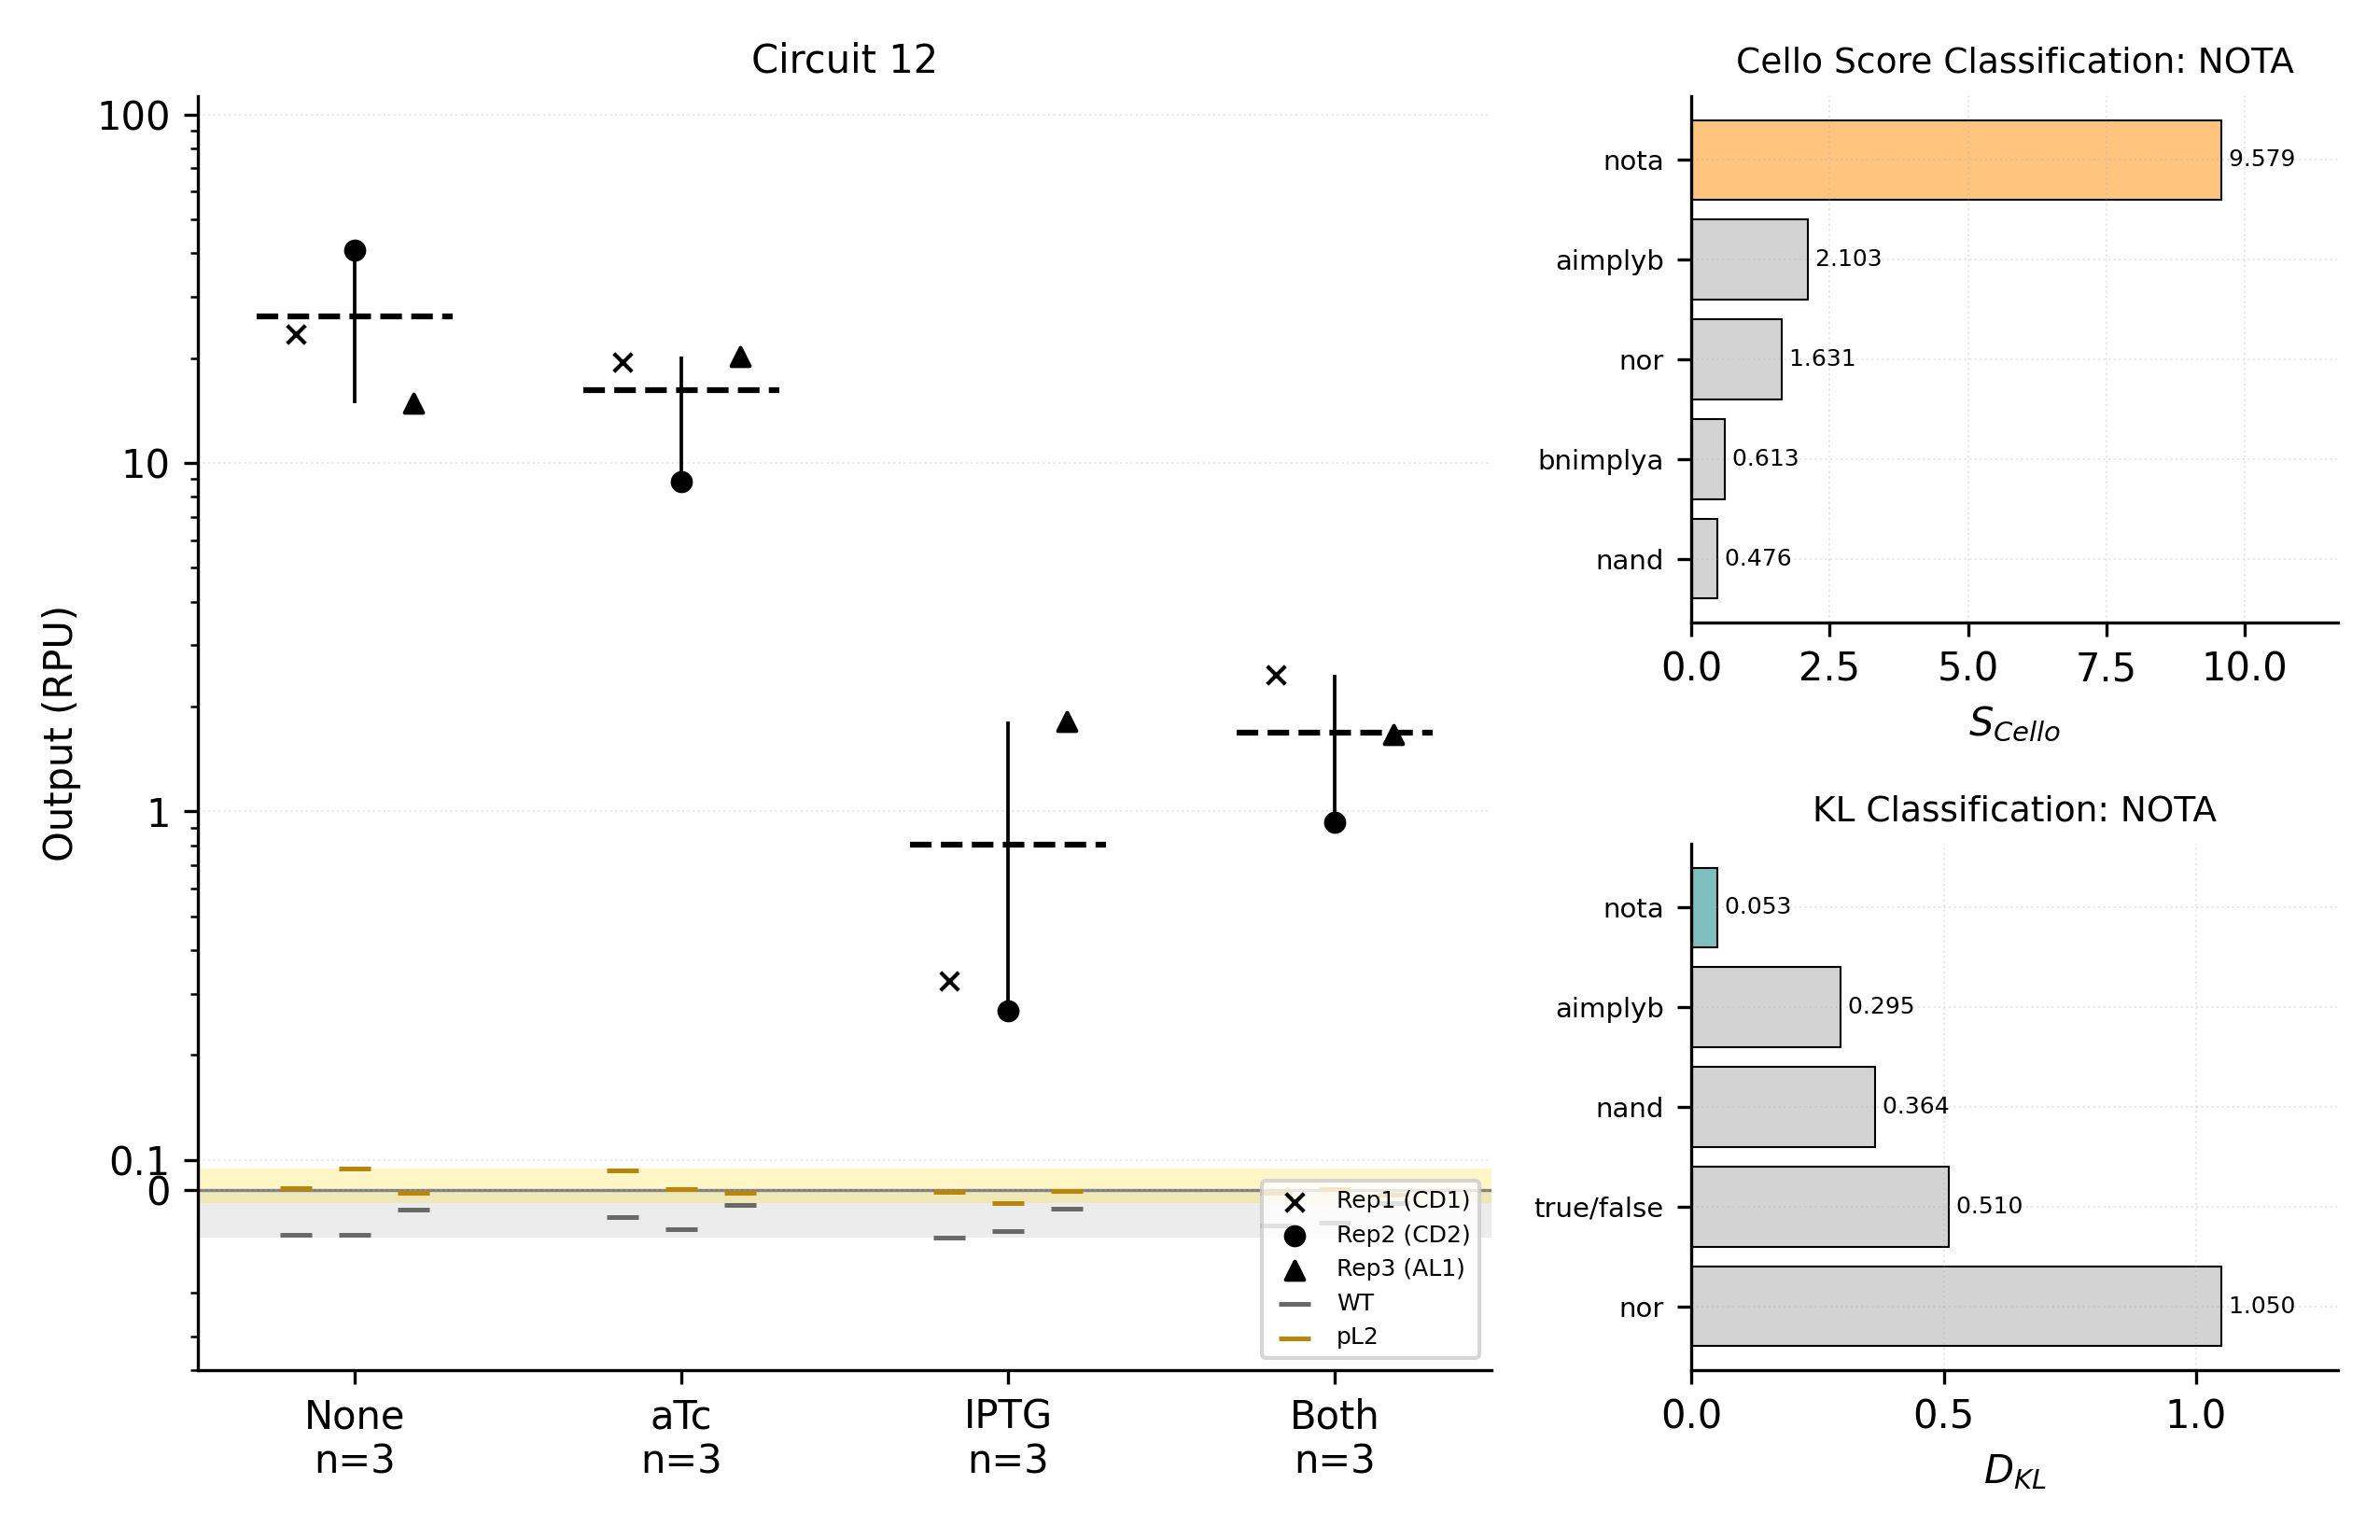 Circuit 12
Output (RPU)
100
10
1
0.1
0
None
n=3
aTc
n=3
IPTG
n=3
Both
n=3
Rep1 (CD1)
Rep2 (CD2)
Rep3 (AL1)
WT
pL2
Cello Score Classification: NOTA
nota
9.579
aimplyb
2.103
nor
1.631
bnimplya
0.613
nand
0.476
0.0 2.5 5.0 7.5 10.0
S_Cello
KL Classification: NOTA
nota
0.053
aimplyb
0.295
nand
0.364
true/false
0.510
nor
1.050
0.0 0.5 1.0
D_KL